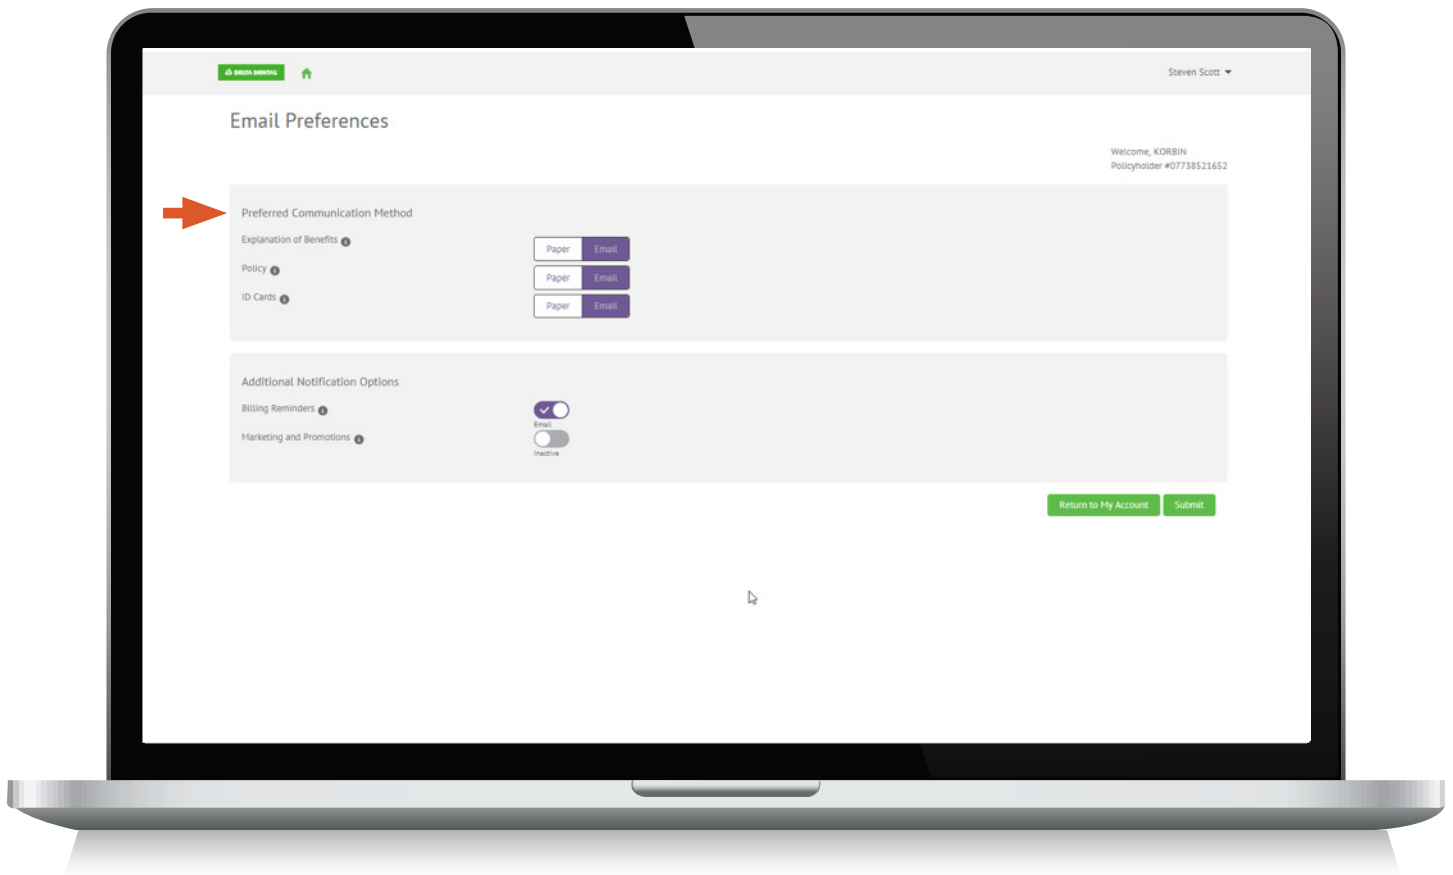 DELTA DENTAL
Steven Scott
Email Preferences
Welcome, KORBIN
Policyholder #07738521652
Preferred Communication Method
Explanation of Benefits
Paper Email
Policy
Paper Email
ID Cards
Paper Email
Additional Notification Options
Billing Reminders
Email
Marketing and Promotions
Inactive
Return to My Account Submit